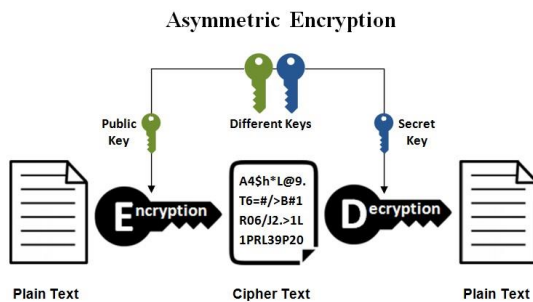 Asymmetric Encryption
Public
Key
Different Keys
Secret
Key
A4$h*L@9.
T6=#/>B#1
R06/J2.>1L
1PRL39P20
Encryption
Decryption
Plain Text
Cipher Text
Plain Text